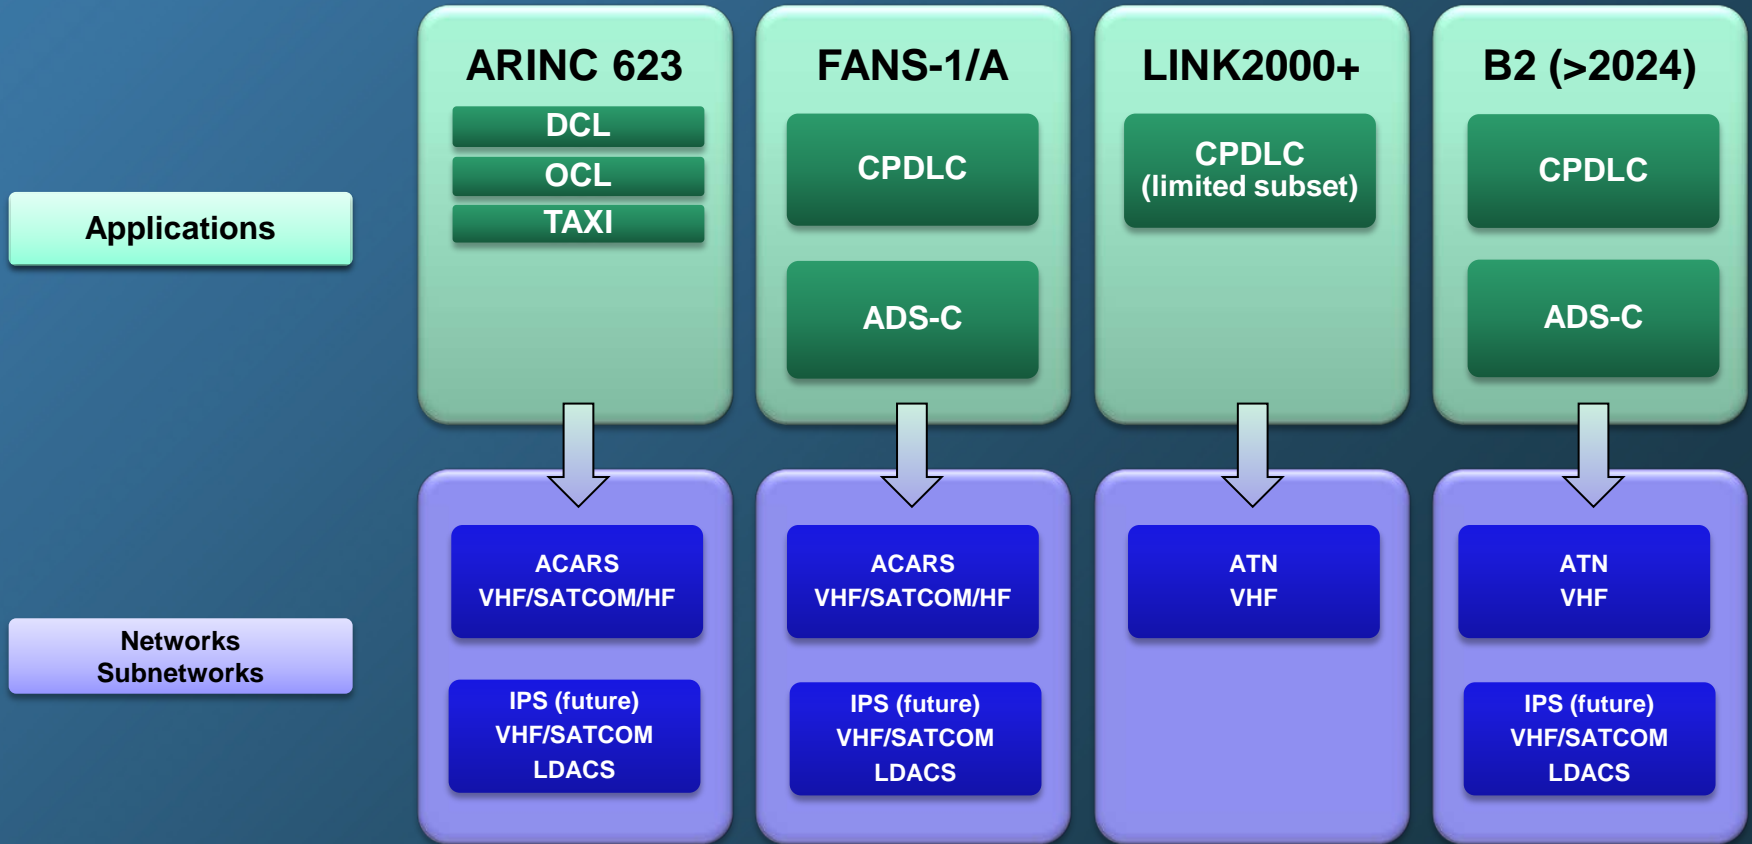 ARINC 623
FANS-1/A
LINK2000+
B2 (>2024)
Applications
DCL
OCL
TAXI
CPDLC
ADS-C
CPDLC
(limited subset)
CPDLC
ADS-C
Networks
Subnetworks
ACARS
VHF/SATCOM/HF
IPS (future)
VHF/SATCOM
LDACS
ACARS
VHF/SATCOM/HF
IPS (future)
VHF/SATCOM
LDACS
ATN
VHF
ATN
VHF
IPS (future)
VHF/SATCOM
LDACS